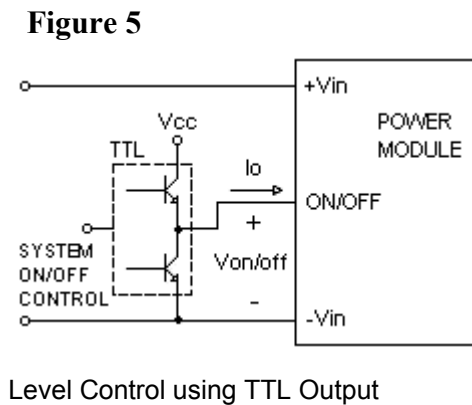 Figure 5
+Vin
Vcc
POWER
MODULE
TTL
Io
ON/OFF
+
SYSTEM
ON/OFF
CONTROL
Von/off
-
-Vin
Level Control using TTL Output